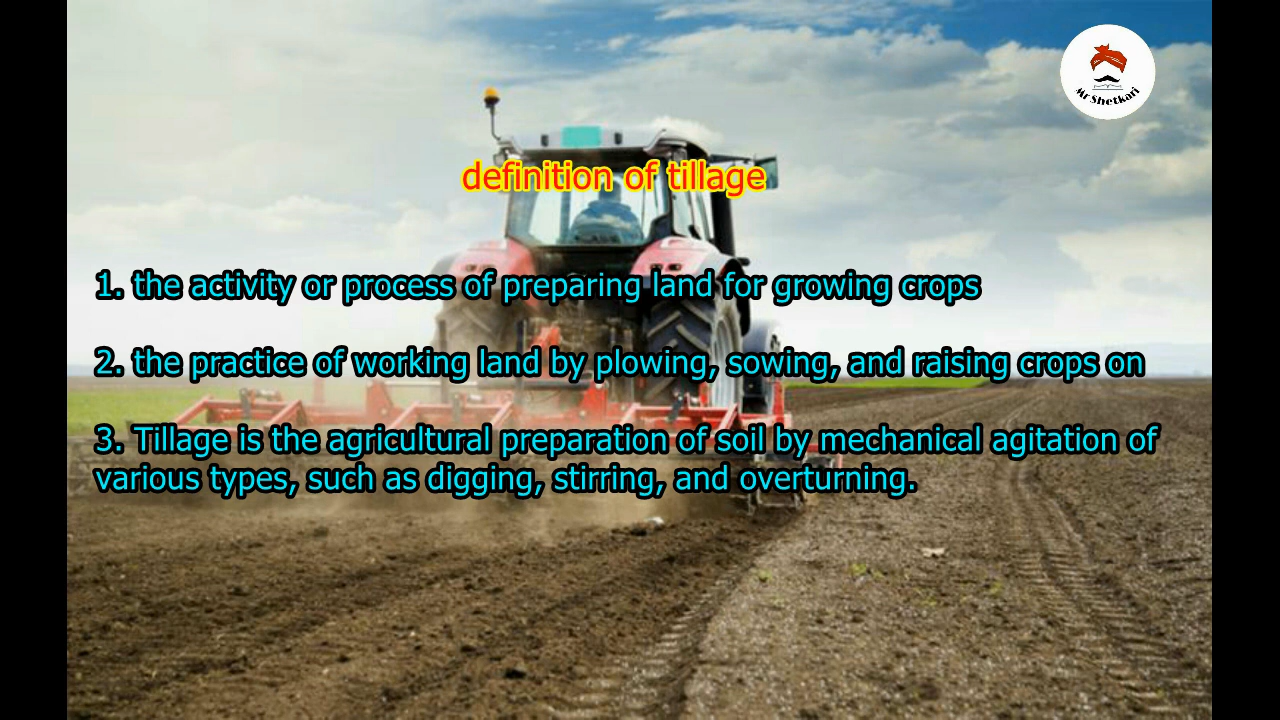 Mr Shetkari
definition of tillage
1. the activity or process of preparing land for growing crops
2. the practice of working land by plowing, sowing, and raising crops on
3. Tillage is the agricultural preparation of soil by mechanical agitation of
various types, such as digging, stirring, and overturning.